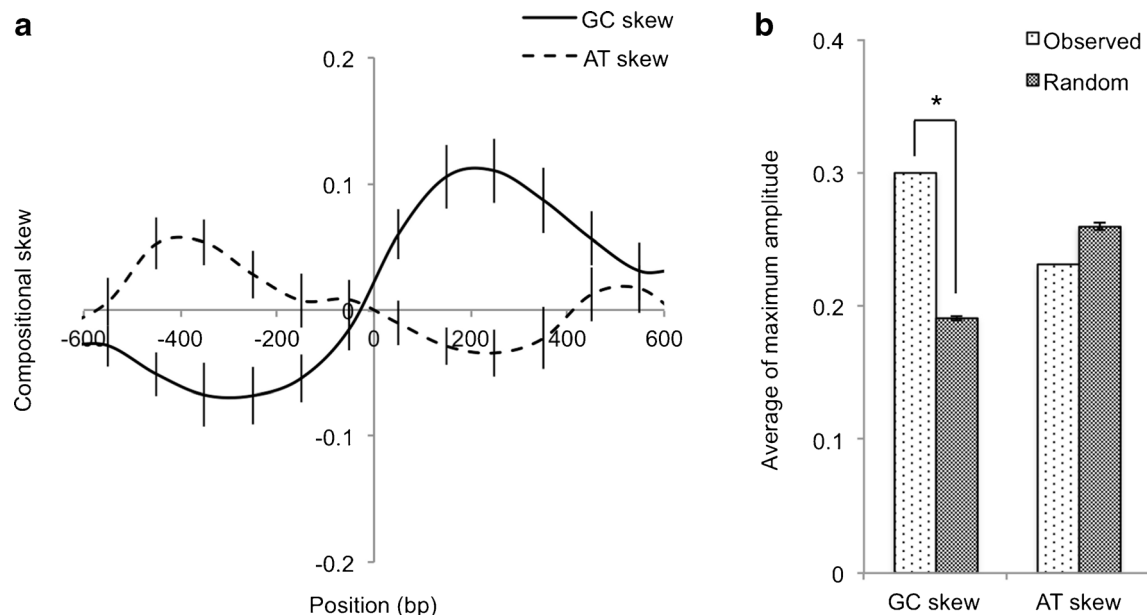 a
GC skew
AT skew
0.2
0.1
0
-0.1
-0.2
-600
-400
-200
0
200
400
600
Compositional skew
Position (bp)
b
Observed
Random
*
0.4
0.3
0.2
0.1
0
Average of maximum amplitude
GC skew
AT skew